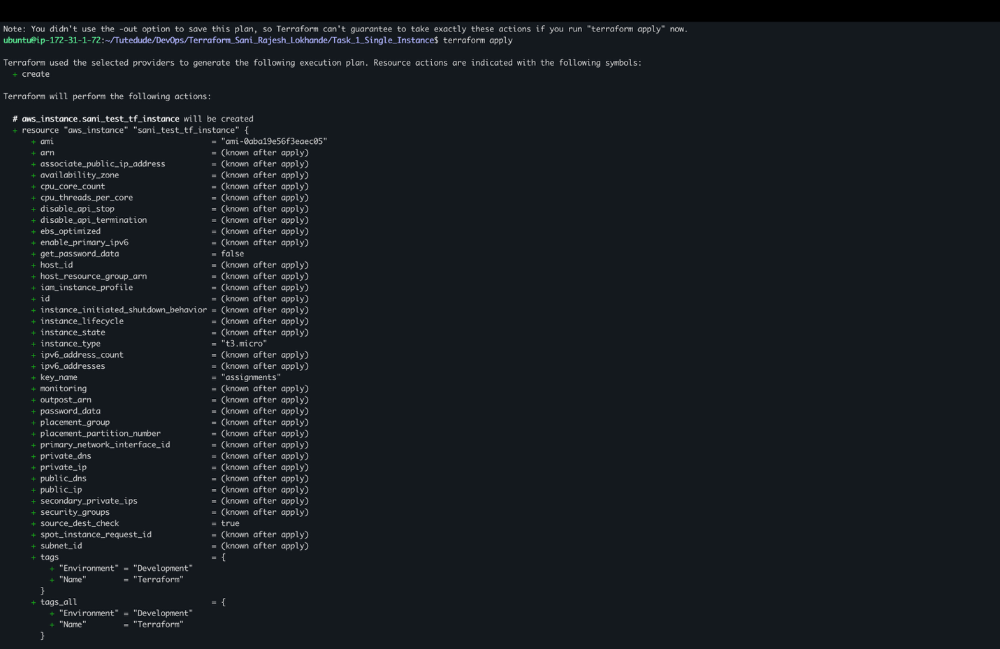 Note: You didn't use the -out option to save this plan, so Terraform can't guarantee to take exactly these actions if you run "terraform apply" now.
ubuntu@ip-172-31-1-72:~/Tutedude/DevOps/Terraform_Sani_Rajesh_Lokhande/Task_1_Single_Instance$ terraform apply
Terraform used the selected providers to generate the following execution plan. Resource actions are indicated with the following symbols:
+ create
Terraform will perform the following actions:
# aws_instance.sani_test_tf_instance will be created
+ resource "aws_instance" "sani_test_tf_instance" {
+ ami = "ami-0aba19e56f3eaec05"
+ arn = (known after apply)
+ associate_public_ip_address = (known after apply)
+ availability_zone = (known after apply)
+ cpu_core_count = (known after apply)
+ cpu_threads_per_core = (known after apply)
+ disable_api_stop = (known after apply)
+ disable_api_termination = (known after apply)
+ ebs_optimized = (known after apply)
+ enable_primary_ipv6 = (known after apply)
+ get_password_data = false
+ host_id = (known after apply)
+ host_resource_group_arn = (known after apply)
+ iam_instance_profile = (known after apply)
+ id = (known after apply)
+ instance_initiated_shutdown_behavior = (known after apply)
+ instance_lifecycle = (known after apply)
+ instance_state = (known after apply)
+ instance_type = "t3.micro"
+ ipv6_address_count = (known after apply)
+ ipv6_addresses = (known after apply)
+ key_name = "assignments"
+ monitoring = (known after apply)
+ outpost_arn = (known after apply)
+ password_data = (known after apply)
+ placement_group = (known after apply)
+ placement_partition_number = (known after apply)
+ primary_network_interface_id = (known after apply)
+ private_dns = (known after apply)
+ private_ip = (known after apply)
+ public_dns = (known after apply)
+ public_ip = (known after apply)
+ secondary_private_ips = (known after apply)
+ security_groups = (known after apply)
+ source_dest_check = true
+ spot_instance_request_id = (known after apply)
+ subnet_id = (known after apply)
+ tags = {
+ "Environment" = "Development"
+ "Name" = "Terraform"
}
+ tags_all = {
+ "Environment" = "Development"
+ "Name" = "Terraform"
}